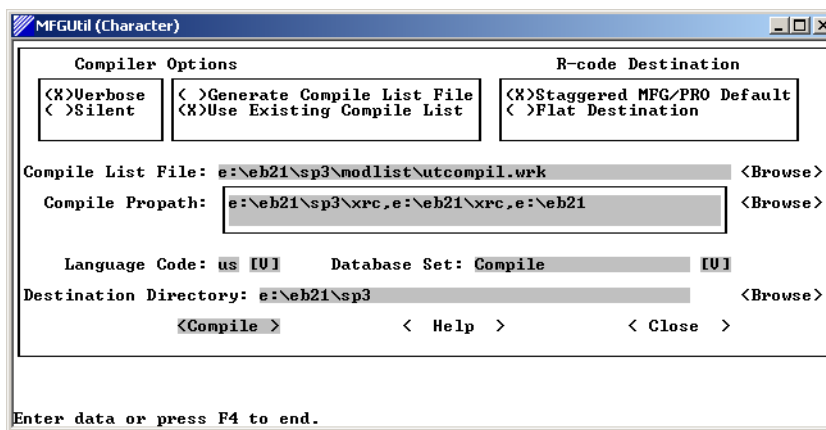 MFGUtil (Character)
Compiler Options R-code Destination
(X)Verbose ( )Generate Compile List File (X)Staggered MFG/PRO Default
( )Silent (X)Use Existing Compile List ( )Flat Destination
Compile List File: e:\eb21\sp3\modlist\utcompil.wrk <Browse>
Compile Propath: e:\eb21\sp3\xrc,e:\eb21\xrc,e:\eb21 <Browse>
Language Code: us [V] Database Set: Compile [V]
Destination Directory: e:\eb21\sp3 <Browse>
<Compile > < Help > < Close >
Enter data or press F4 to end.